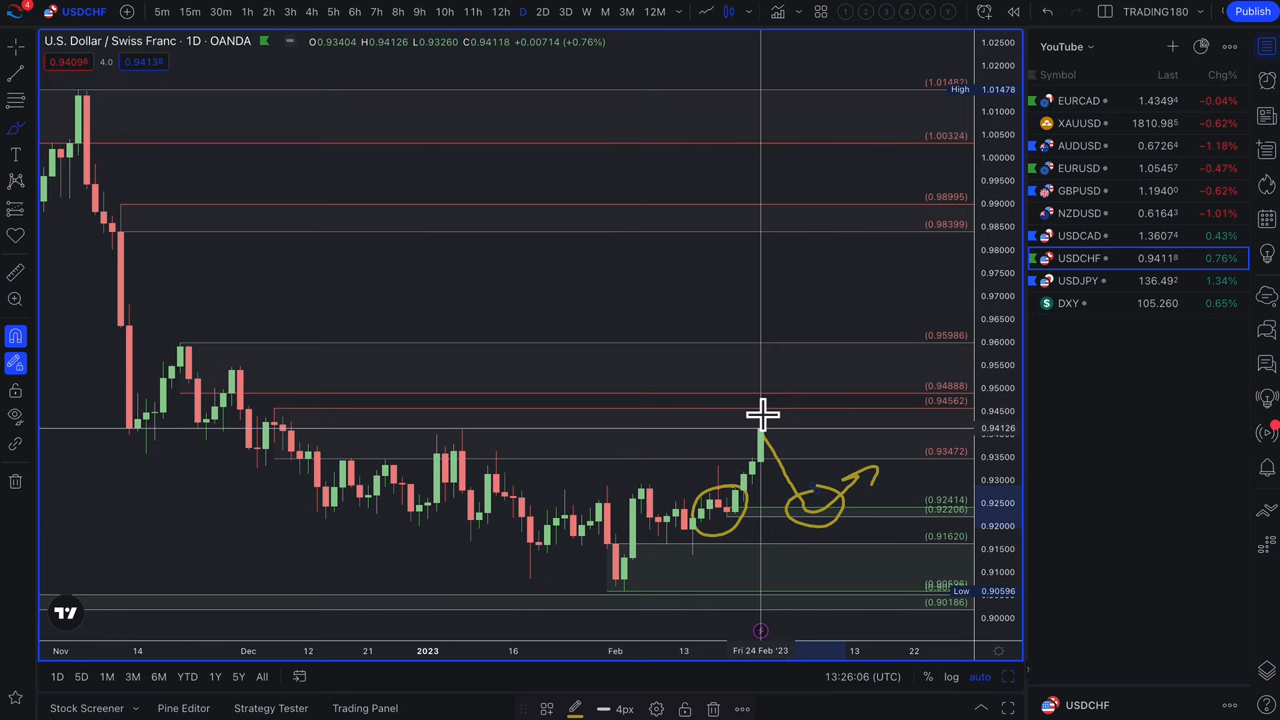 4
USDCHF
5m 15m 30m 1h 2h 3h 4h 5h 6h 7h 8h 9h 10h 11h 12h D 2D 3D W M 3M 12M
1 2 3 4 X Y
TRADING180
Publish
U.S. Dollar / Swiss Franc · 1D · OANDA
O0.93404 H0.94126 L0.93260 C0.94118 +0.00714 (+0.76%)
0.94098 4.0 0.94138
(1.01482)
(1.00324)
(0.98995)
(0.98399)
(0.95986)
(0.94888)
(0.94562)
(0.93472)
(0.92414)
(0.92206)
(0.91620)
(0.90186)
1.02500
1.02000
High 1.01478
1.01000
1.00500
1.00000
0.99500
0.99000
0.98500
0.98000
0.97500
0.97000
0.96500
0.96000
0.95500
0.95000
0.94500
0.94126
0.93500
0.93000
0.92500
0.92000
0.91500
0.91000
Low 0.90596
0.90000
Nov 14 Dec 12 21 2023 16 Feb 13 Fri 24 Feb '23 13 22
1D 5D 1M 3M 6M YTD 1Y 5Y All
13:26:06 (UTC) % log auto
Stock Screener Pine Editor Strategy Tester Trading Panel
4px
YouTube
Symbol Last Chg%
EURCAD 1.43494 -0.04%
XAUUSD 1810.985 -0.62%
AUDUSD 0.67264 -1.18%
EURUSD 1.05457 -0.47%
GBPUSD 1.19400 -0.62%
NZDUSD 0.61643 -1.01%
USDCAD 1.36074 0.43%
USDCHF 0.94118 0.76%
USDJPY 136.492 1.34%
DXY 105.260 0.65%
USDCHF